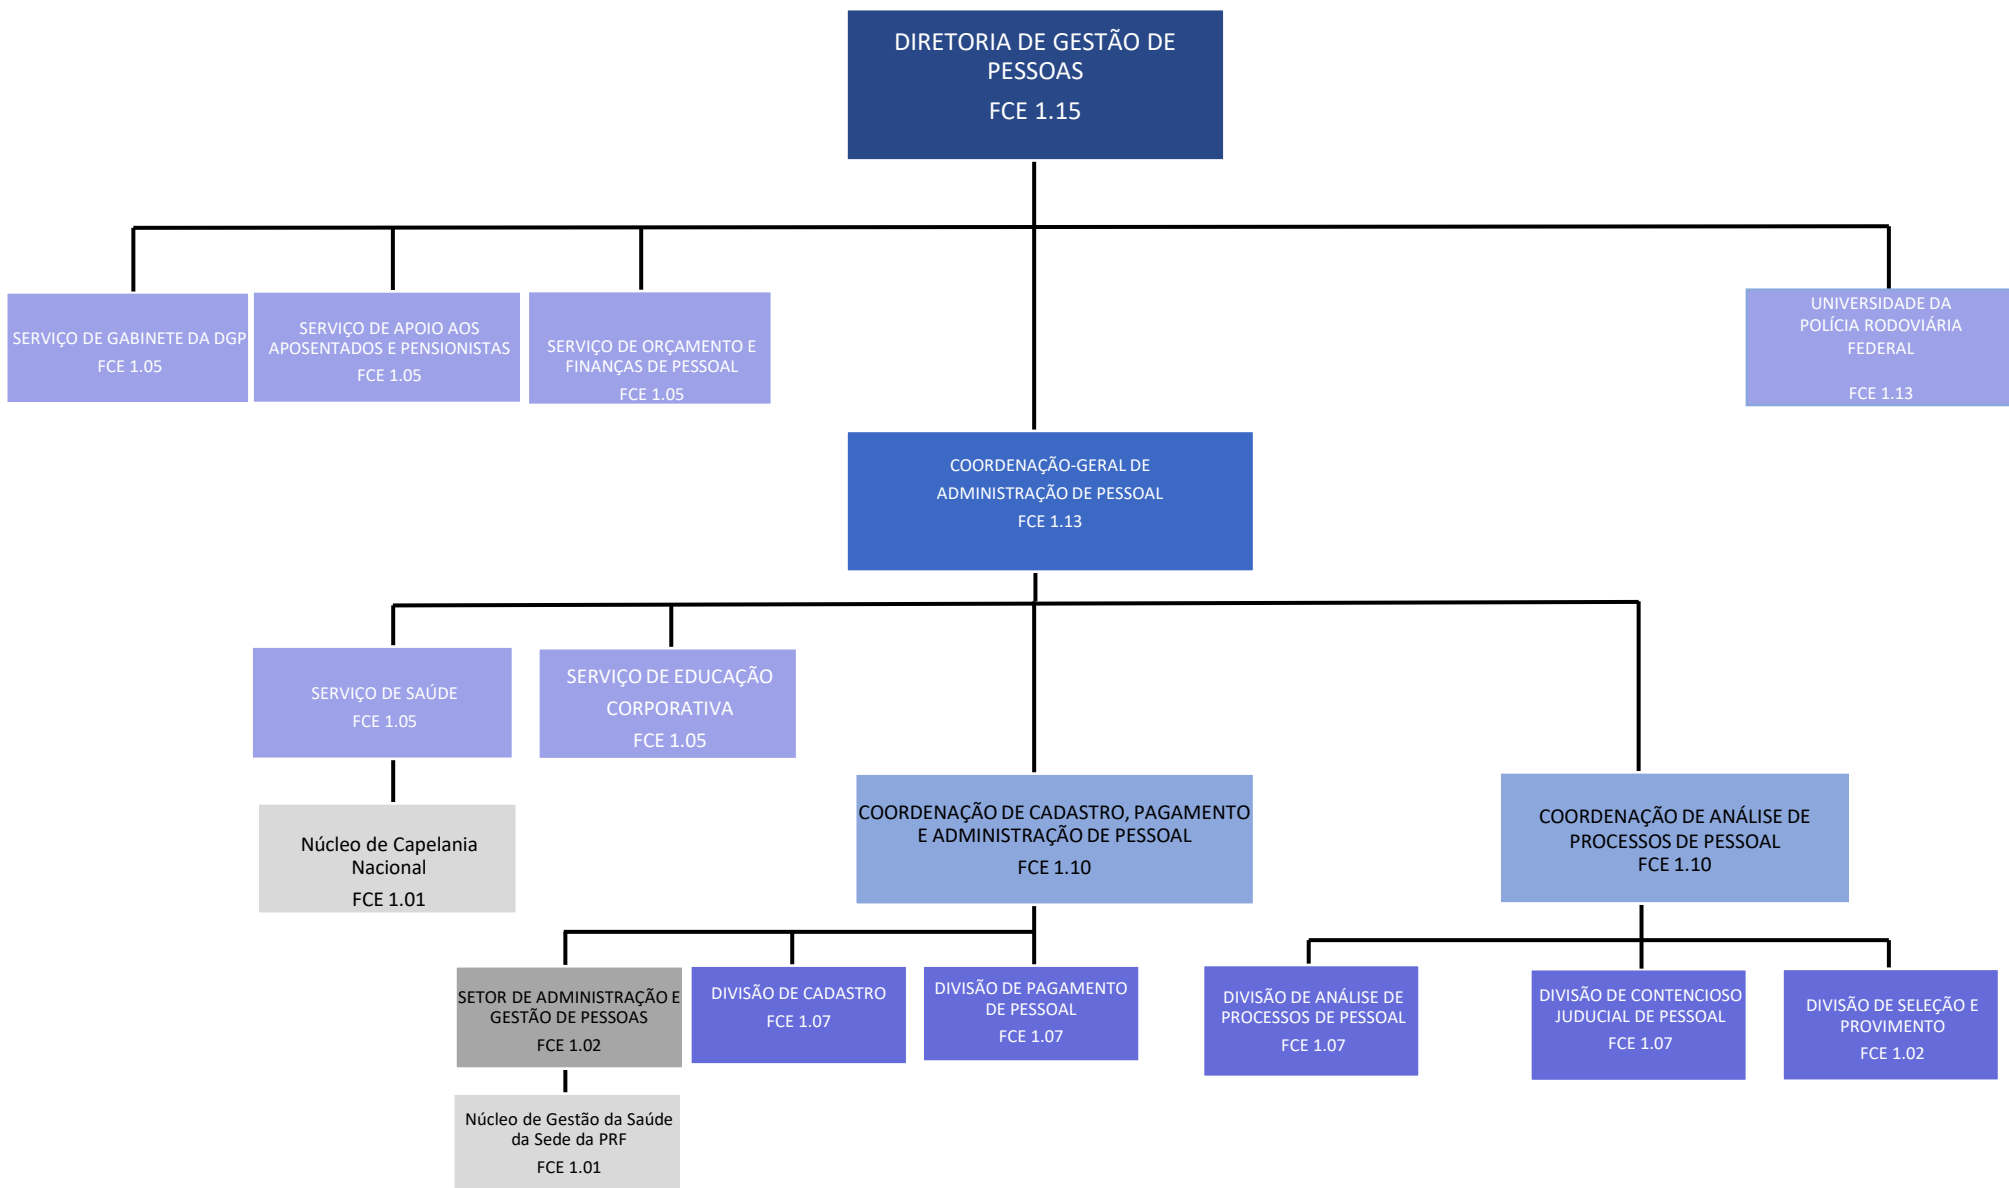 DIRETORIA DE GESTÃO DE
PESSOAS
FCE 1.15
SERVIÇO DE GABINETE DA DGP
FCE 1.05
SERVIÇO DE APOIO AOS
APOSENTADOS E PENSIONISTAS
FCE 1.05
SERVIÇO DE ORÇAMENTO E
FINANÇAS DE PESSOAL
FCE 1.05
UNIVERSIDADE DA
POLÍCIA RODOVIÁRIA
FEDERAL
FCE 1.13
COORDENAÇÃO-GERAL DE
ADMINISTRAÇÃO DE PESSOAL
FCE 1.13
SERVIÇO DE SAÚDE
FCE 1.05
SERVIÇO DE EDUCAÇÃO
CORPORATIVA
FCE 1.05
Núcleo de Capelania
Nacional
FCE 1.01
COORDENAÇÃO DE CADASTRO, PAGAMENTO
E ADMINISTRAÇÃO DE PESSOAL
FCE 1.10
COORDENAÇÃO DE ANÁLISE DE
PROCESSOS DE PESSOAL
FCE 1.10
SETOR DE ADMINISTRAÇÃO E
GESTÃO DE PESSOAS
FCE 1.02
DIVISÃO DE CADASTRO
FCE 1.07
DIVISÃO DE PAGAMENTO
DE PESSOAL
FCE 1.07
DIVISÃO DE ANÁLISE DE
PROCESSOS DE PESSOAL
FCE 1.07
DIVISÃO DE CONTENCIOSO
JUDUCIAL DE PESSOAL
FCE 1.07
DIVISÃO DE SELEÇÃO E
PROVIMENTO
FCE 1.02
Núcleo de Gestão da Saúde
da Sede da PRF
FCE 1.01